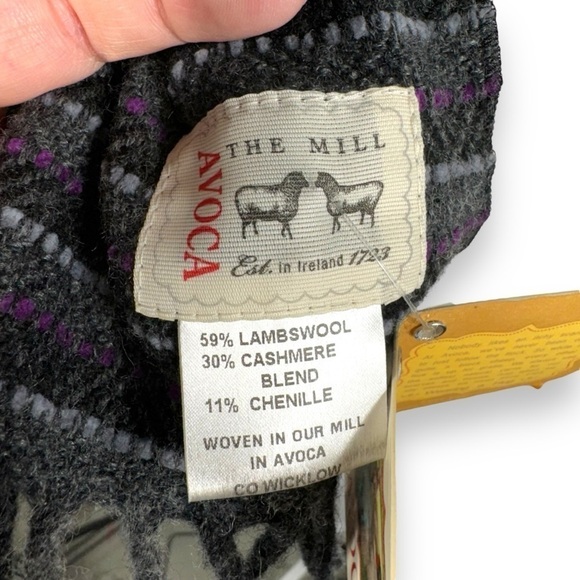 THE MILL
AVOCA
Est. in Ireland 1723
59% LAMBSWOOL
30% CASHMERE
BLEND
11% CHENILLE
WOVEN IN OUR MILL
IN AVOCA
CO WICKLOW